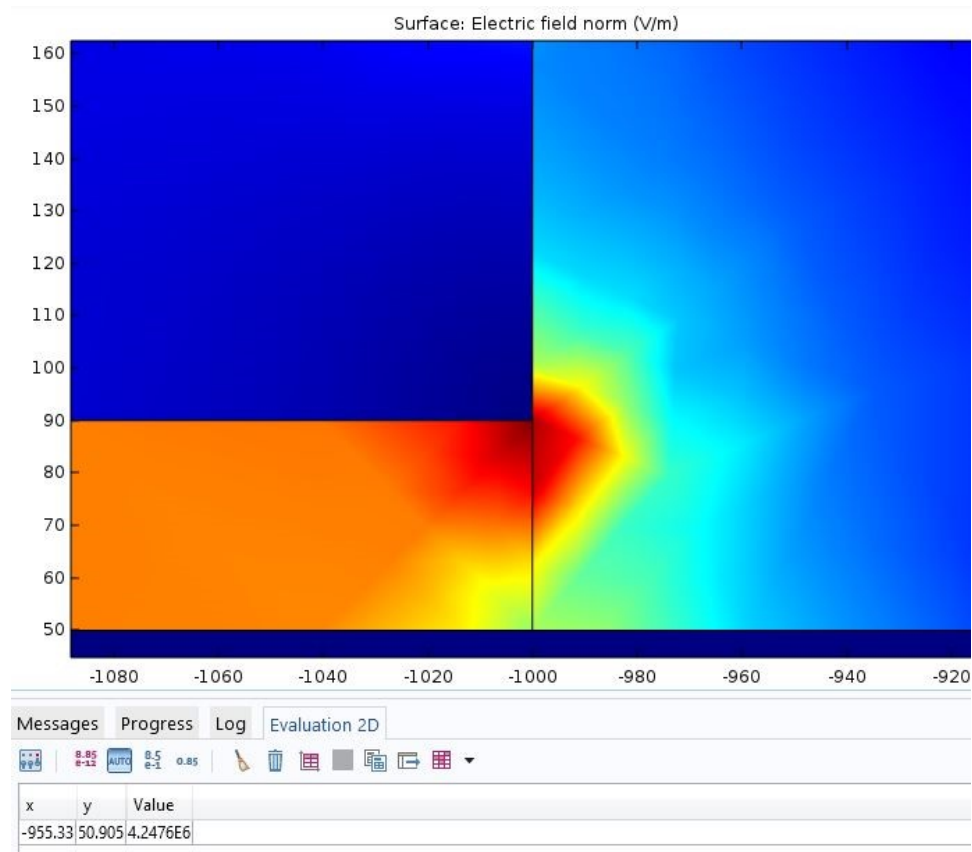 Surface: Electric field norm (V/m)
160
150
140
130
120
110
100
90
80
70
60
50
-1080 -1060 -1040 -1020 -1000 -980 -960 -940 -920
Messages Progress Log Evaluation 2D
8.85 e-12 AUTO 8.5 e-1 0.85
x y Value
-955.33 50.905 4.2476E6